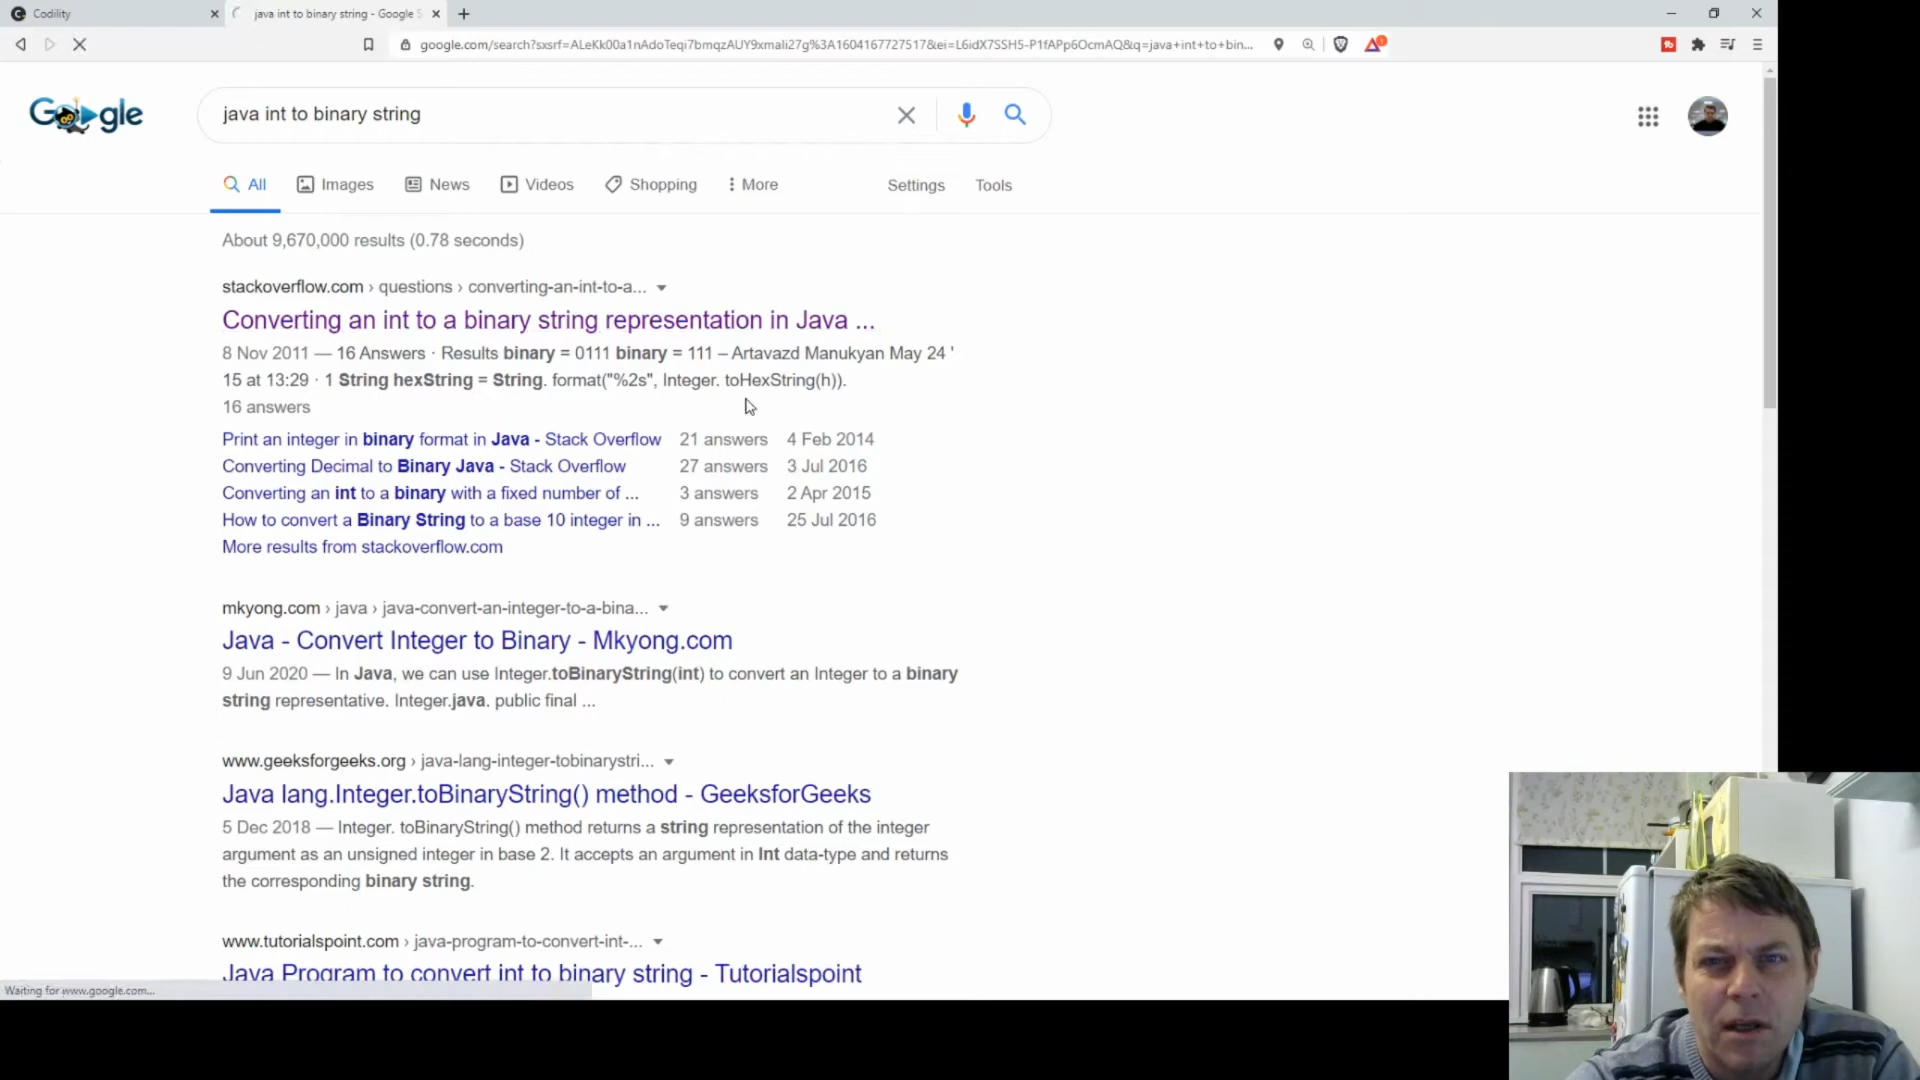 Codility
java int to binary string - Google S
google.com/search?sxsrf=ALeKk00a1nAdoTeqi7bmqzAUY9xmali27g%3A1604167727517&ei=L6idX7SSH5-P1fAPp6OcmAQ&q=java+int+to+bin...
Google
java int to binary string
All Images News Videos Shopping More Settings Tools
About 9,670,000 results (0.78 seconds)
stackoverflow.com › questions › converting-an-int-to-a...
Converting an int to a binary string representation in Java ...
8 Nov 2011 — 16 Answers · Results binary = 0111 binary = 111 – Artavazd Manukyan May 24 '
15 at 13:29 · 1 String hexString = String. format("%2s", Integer. toHexString(h)).
16 answers
Print an integer in binary format in Java - Stack Overflow 21 answers 4 Feb 2014
Converting Decimal to Binary Java - Stack Overflow 27 answers 3 Jul 2016
Converting an int to a binary with a fixed number of ... 3 answers 2 Apr 2015
How to convert a Binary String to a base 10 integer in ... 9 answers 25 Jul 2016
More results from stackoverflow.com
mkyong.com › java › java-convert-an-integer-to-a-bina...
Java - Convert Integer to Binary - Mkyong.com
9 Jun 2020 — In Java, we can use Integer.toBinaryString(int) to convert an Integer to a binary
string representative. Integer.java. public final ...
www.geeksforgeeks.org › java-lang-integer-tobinarystri...
Java lang.Integer.toBinaryString() method - GeeksforGeeks
5 Dec 2018 — Integer. toBinaryString() method returns a string representation of the integer
argument as an unsigned integer in base 2. It accepts an argument in Int data-type and returns
the corresponding binary string.
www.tutorialspoint.com › java-program-to-convert-int-...
Java Program to convert int to binary string - Tutorialspoint
Waiting for www.google.com...